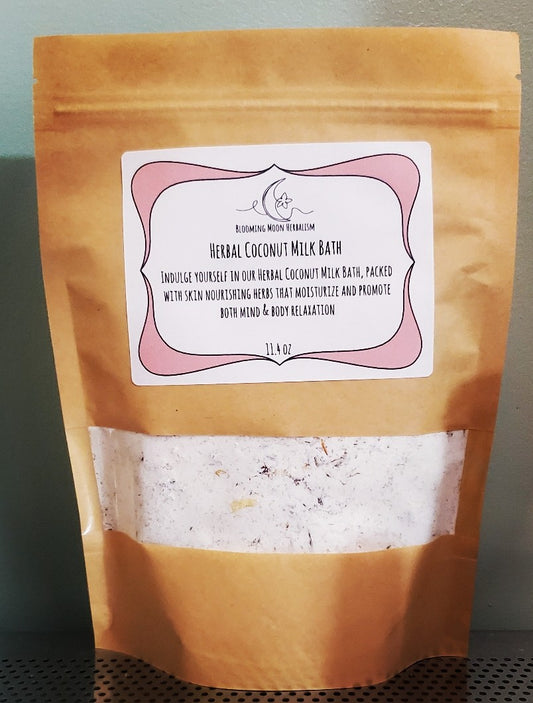 Blooming Moon Herbalism
Herbal Coconut Milk Bath
Indulge yourself in our Herbal Coconut Milk Bath, packed
with skin nourishing herbs that moisturize and promote
both mind & body relaxation
11.4 oz